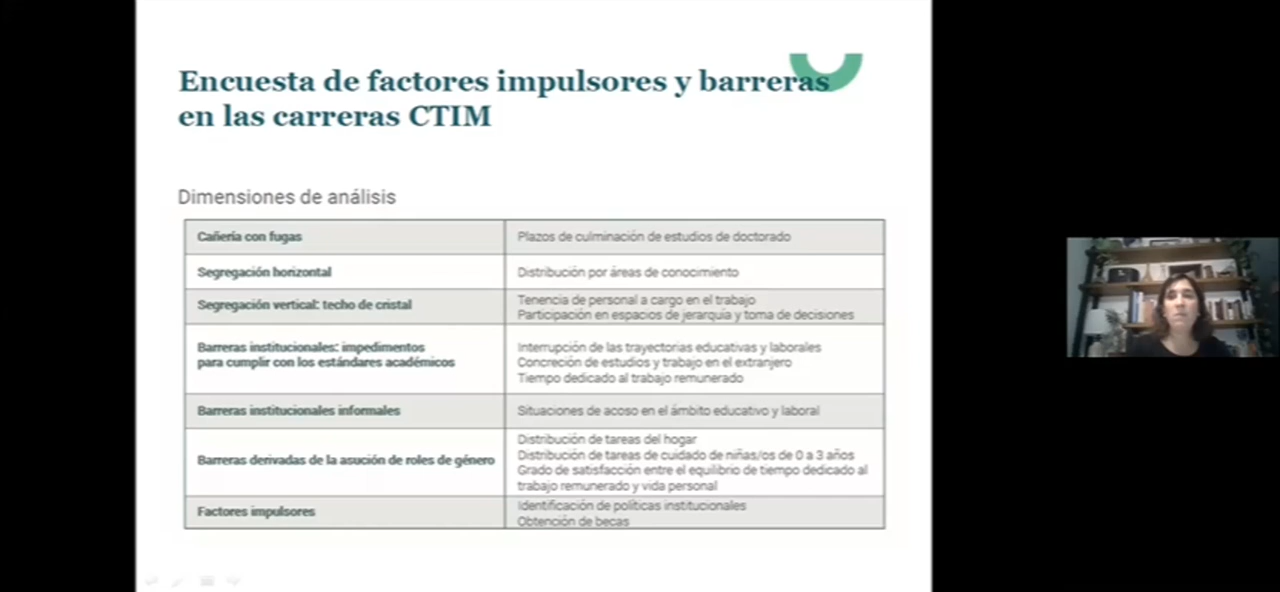 Encuesta de factores impulsores y barreras
en las carreras CTIM
Dimensiones de análisis
Cañería con fugas
Plazos de culminación de estudios de doctorado
Segregación horizontal
Distribución por áreas de conocimiento
Segregación vertical: techo de cristal
Tenencia de personal a cargo en el trabajo
Participación en espacios de jerarquía y toma de decisiones
Barreras institucionales: impedimentos
para cumplir con los estándares académicos
Interrupción de las trayectorias educativas y laborales
Concreción de estudios y trabajo en el extranjero
Tiempo dedicado al trabajo remunerado
Barreras institucionales informales
Situaciones de acoso en el ámbito educativo y laboral
Barreras derivadas de la asución de roles de género
Distribución de tareas del hogar
Distribución de tareas de cuidado de niñas/os de 0 a 3 años
Grado de satisfacción entre el equilibrio de tiempo dedicado al
trabajo remunerado y vida personal
Factores impulsores
Identificación de políticas institucionales
Obtención de becas